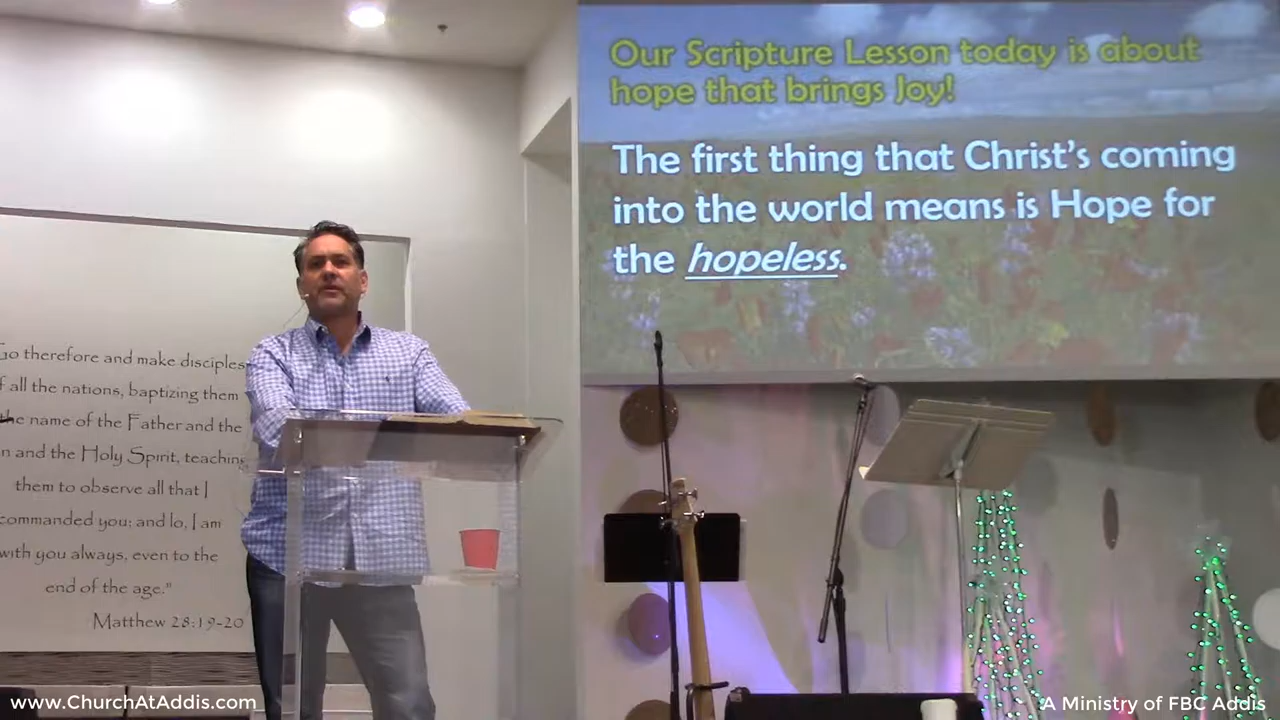 Our Scripture Lesson today is about
hope that brings Joy!
The first thing that Christ's coming
into the world means is Hope for
the hopeless.
Go therefore and make disciples
f all the nations, baptizing them
he name of the Father and the
n and the Holy Spirit, teaching
them to observe all that I
commanded you; and lo, I am
with you always, even to the
end of the age."
Matthew 28:19-20
www.ChurchAtAddis.com
A Ministry of FBC Addis